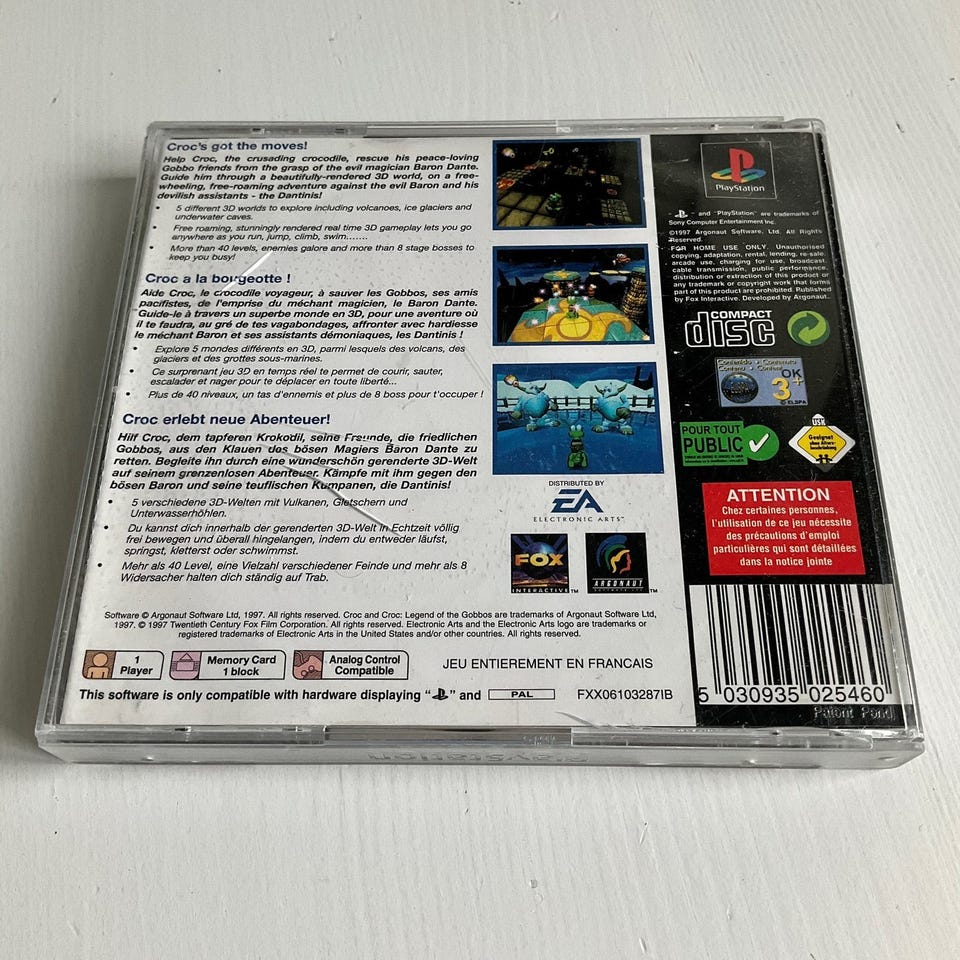 Croc's got the moves!
Help Croc, the crusading crocodile, rescue his peace-loving
Gobbo friends from the grasp of the evil magician Baron Dante.
Guide him through a beautifully-rendered 3D world, on a free-
wheeling, free-roaming adventure against the evil Baron and his
devilish assistants - the Dantinis!
• 5 different 3D worlds to explore including volcanoes, ice glaciers and
underwater caves.
• Free roaming, stunningly rendered real time 3D gameplay lets you go
anywhere as you run, jump, climb, swim.......
• More than 40 levels, enemies galore and more than 8 stage bosses to
keep you busy!
Croc a la bourgeotte !
Aide Croc, le crocodile voyageur, à sauver les Gobbos, ses amis
pacifistes, de l'emprise du méchant magicien, le Baron Dante.
Guide-le à travers un superbe monde en 3D, pour une aventure où
il te faudra, au gré de tes vagabondages, affronter avec hardiesse
le méchant Baron et ses assistants démoniaques, les Dantinis !
• Explore 5 mondes différents en 3D, parmi lesquels des volcans, des
glaciers et des grottes sous-marines.
• Ce surprenant jeu 3D en temps réel te permet de courir, sauter,
escalader et nager pour te déplacer en toute liberté...
• Plus de 40 niveaux, un tas d'ennemis et plus de 8 boss pour t'occuper !
Croc erlebt neue Abenteuer!
Hilf Croc, dem tapferen Krokodil, seine Freunde, die friedlichen
Gobbos, aus den Klauen des bösen Magiers Baron Dante zu
retten. Begleite ihn durch eine wunderschön gerenderte 3D-Welt
auf seinem grenzenlosen Abenteuer. Kämpfe mit ihm gegen den
bösen Baron und seine teuflischen Kumpanen, die Dantinis!
• 5 verschiedene 3D-Welten mit Vulkanen, Gletschern und
Unterwasserhöhlen.
• Du kannst dich innerhalb der gerenderten 3D-Welt in Echtzeit völlig
frei bewegen und überall hingelangen, indem du entweder läufst,
springst, kletterst oder schwimmst.
• Mehr als 40 Level, eine Vielzahl verschiedener Feinde und mehr als 8
Widersacher halten dich ständig auf Trab.
DISTRIBUTED BY
EA
ELECTRONIC ARTS™
FOX
INTERACTIVE™
ARGONAUT
Software © Argonaut Software Ltd, 1997. All rights reserved. Croc and Croc: Legend of the Gobbos are trademarks of Argonaut Software Ltd,
1997. © 1997 Twentieth Century Fox Film Corporation. All rights reserved. Electronic Arts and the Electronic Arts logo are trademarks or
registered trademarks of Electronic Arts in the United States and/or other countries. All rights reserved.
1
Player
Memory Card
1 block
Analog Control
Compatible
JEU ENTIEREMENT EN FRANCAIS
This software is only compatible with hardware displaying " " and PAL
FXX06103287IB
PlayStation
- " " and "PlayStation" are trademarks of
Sony Computer Entertainment Inc.
©1997 Argonaut Software, Ltd. All Rights
Reserved.
FOR HOME USE ONLY. Unauthorised
copying, adaptation, rental, lending, re-sale,
arcade use, charging for use, broadcast,
cable transmission, public performance,
distribution or extraction of this product or
any trademark or copyright work that forms
part of this product are prohibited. Published
by Fox Interactive. Developed by Argonaut.
COMPACT
disc
Contenido Contenuto
Contenu Content
OK
3+
© ELSPA
POUR TOUT
PUBLIC
USK
Geeignet
ohne Alters-
beschränkung
ATTENTION
Chez certaines personnes,
l'utilisation de ce jeu nécessite
des précautions d'emploi
particulières qui sont détaillées
dans la notice jointe
5 030935 025460
Patent Pend
PlayStation